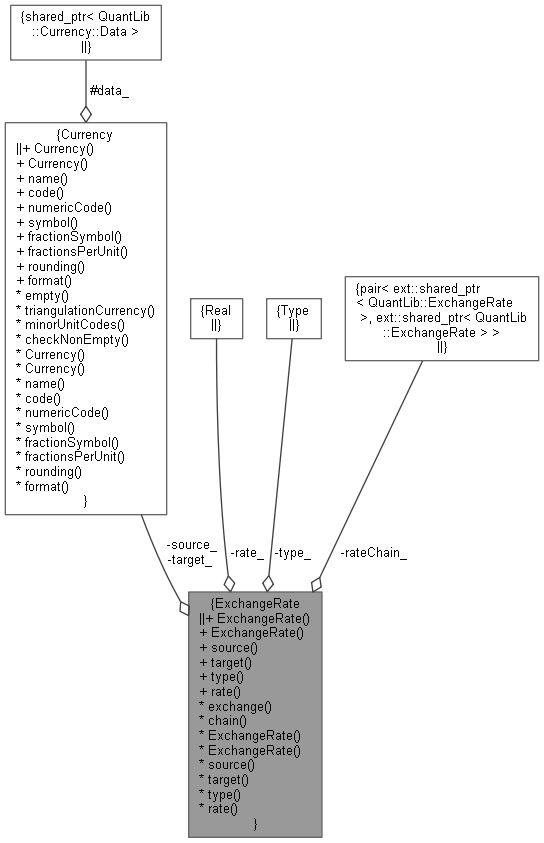 {shared_ptr< QuantLib
::Currency::Data >
||}
#data_
{Currency
||+ Currency()
+ Currency()
+ name()
+ code()
+ numericCode()
+ symbol()
+ fractionSymbol()
+ fractionsPerUnit()
+ rounding()
+ format()
* empty()
* triangulationCurrency()
* minorUnitCodes()
* checkNonEmpty()
* Currency()
* Currency()
* name()
* code()
* numericCode()
* symbol()
* fractionSymbol()
* fractionsPerUnit()
* rounding()
* format()
}
{Real
||}
{Type
||}
{pair< ext::shared_ptr
< QuantLib::ExchangeRate
>, ext::shared_ptr< QuantLib
::ExchangeRate > >
||}
-source_
-target_
-rate_
-type_
-rateChain_
{ExchangeRate
||+ ExchangeRate()
+ ExchangeRate()
+ source()
+ target()
+ type()
+ rate()
* exchange()
* chain()
* ExchangeRate()
* ExchangeRate()
* source()
* target()
* type()
* rate()
}